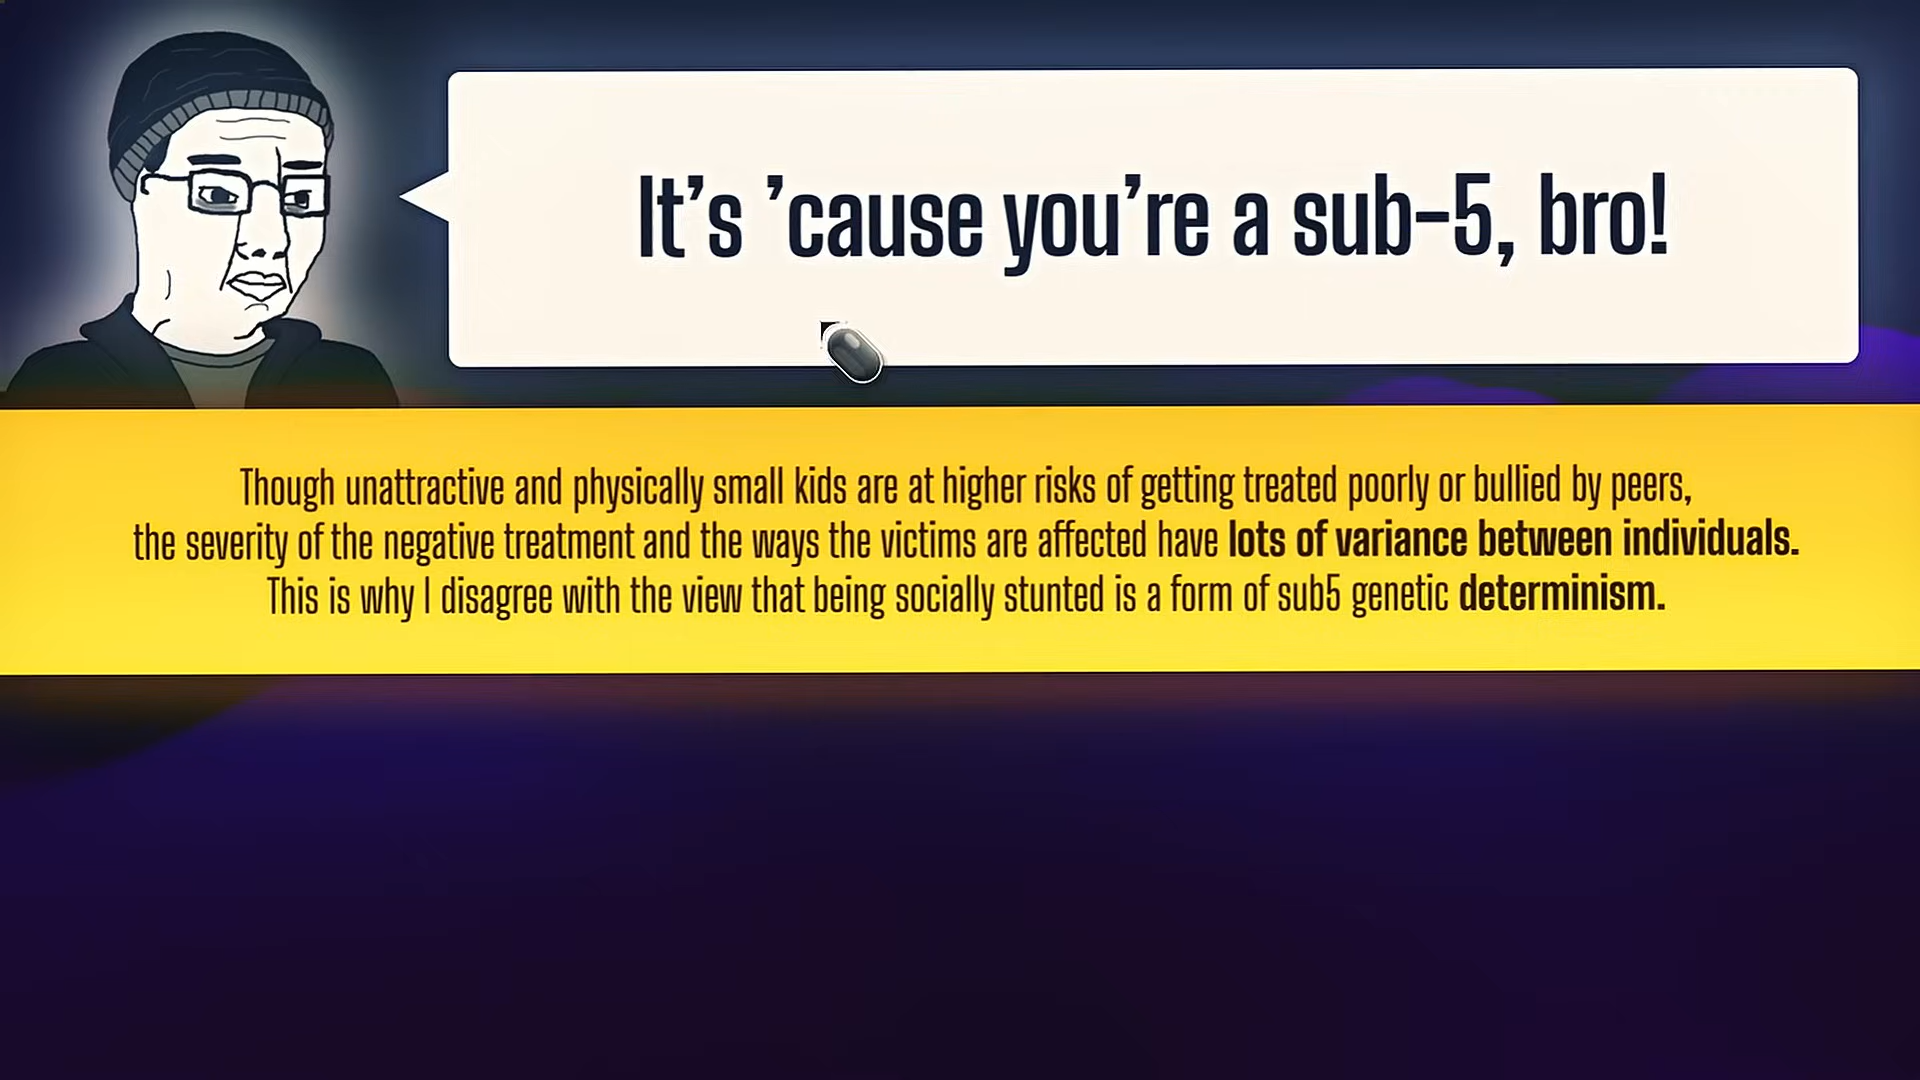 It’s ’cause you’re a sub-5, bro!
Though unattractive and physically small kids are at higher risks of getting treated poorly or bullied by peers,
the severity of the negative treatment and the ways the victims are affected have lots of variance between individuals.
This is why I disagree with the view that being socially stunted is a form of sub5 genetic determinism.